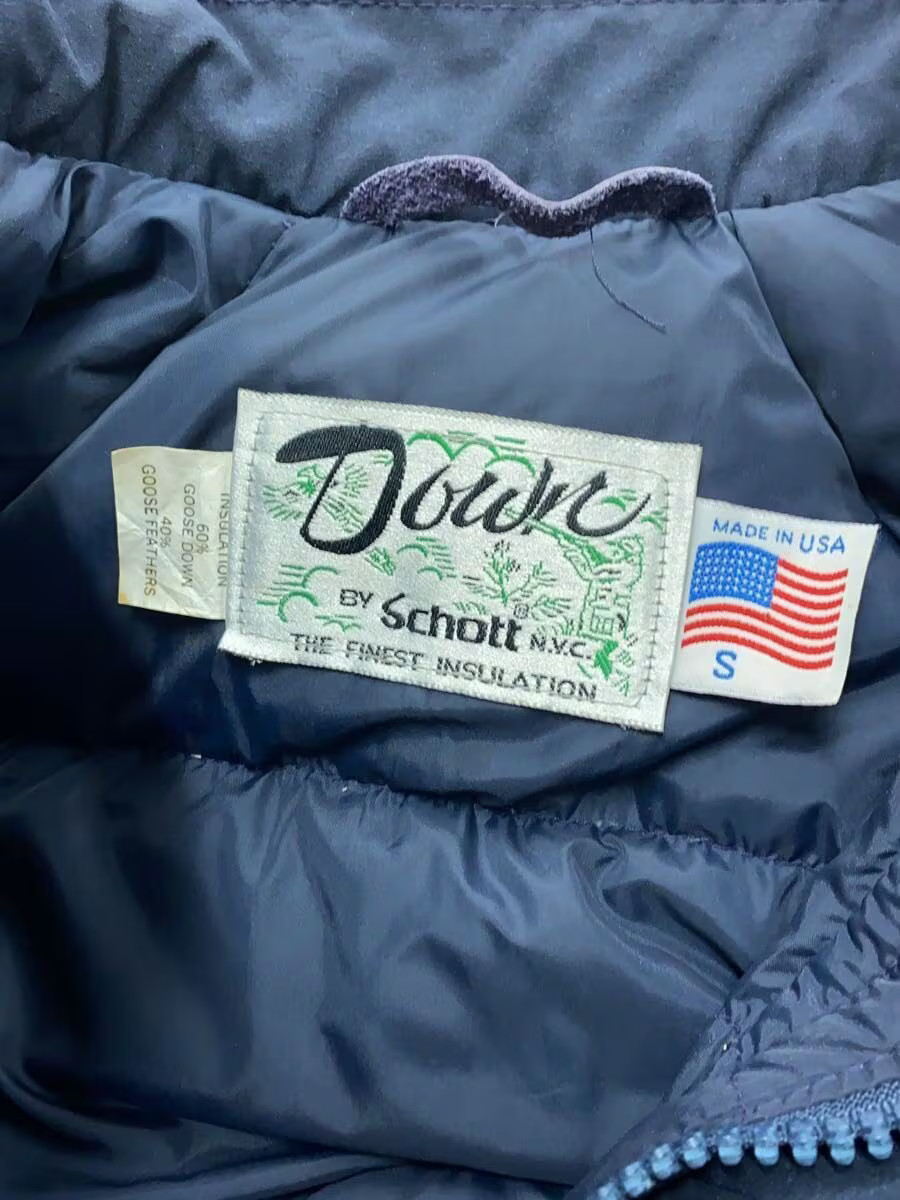 INSULATION
60%
GOOSE DOWN
40%
GOOSE FEATHERS
Down
BY Schott® N.Y.C.
THE FINEST INSULATION
MADE IN USA
S